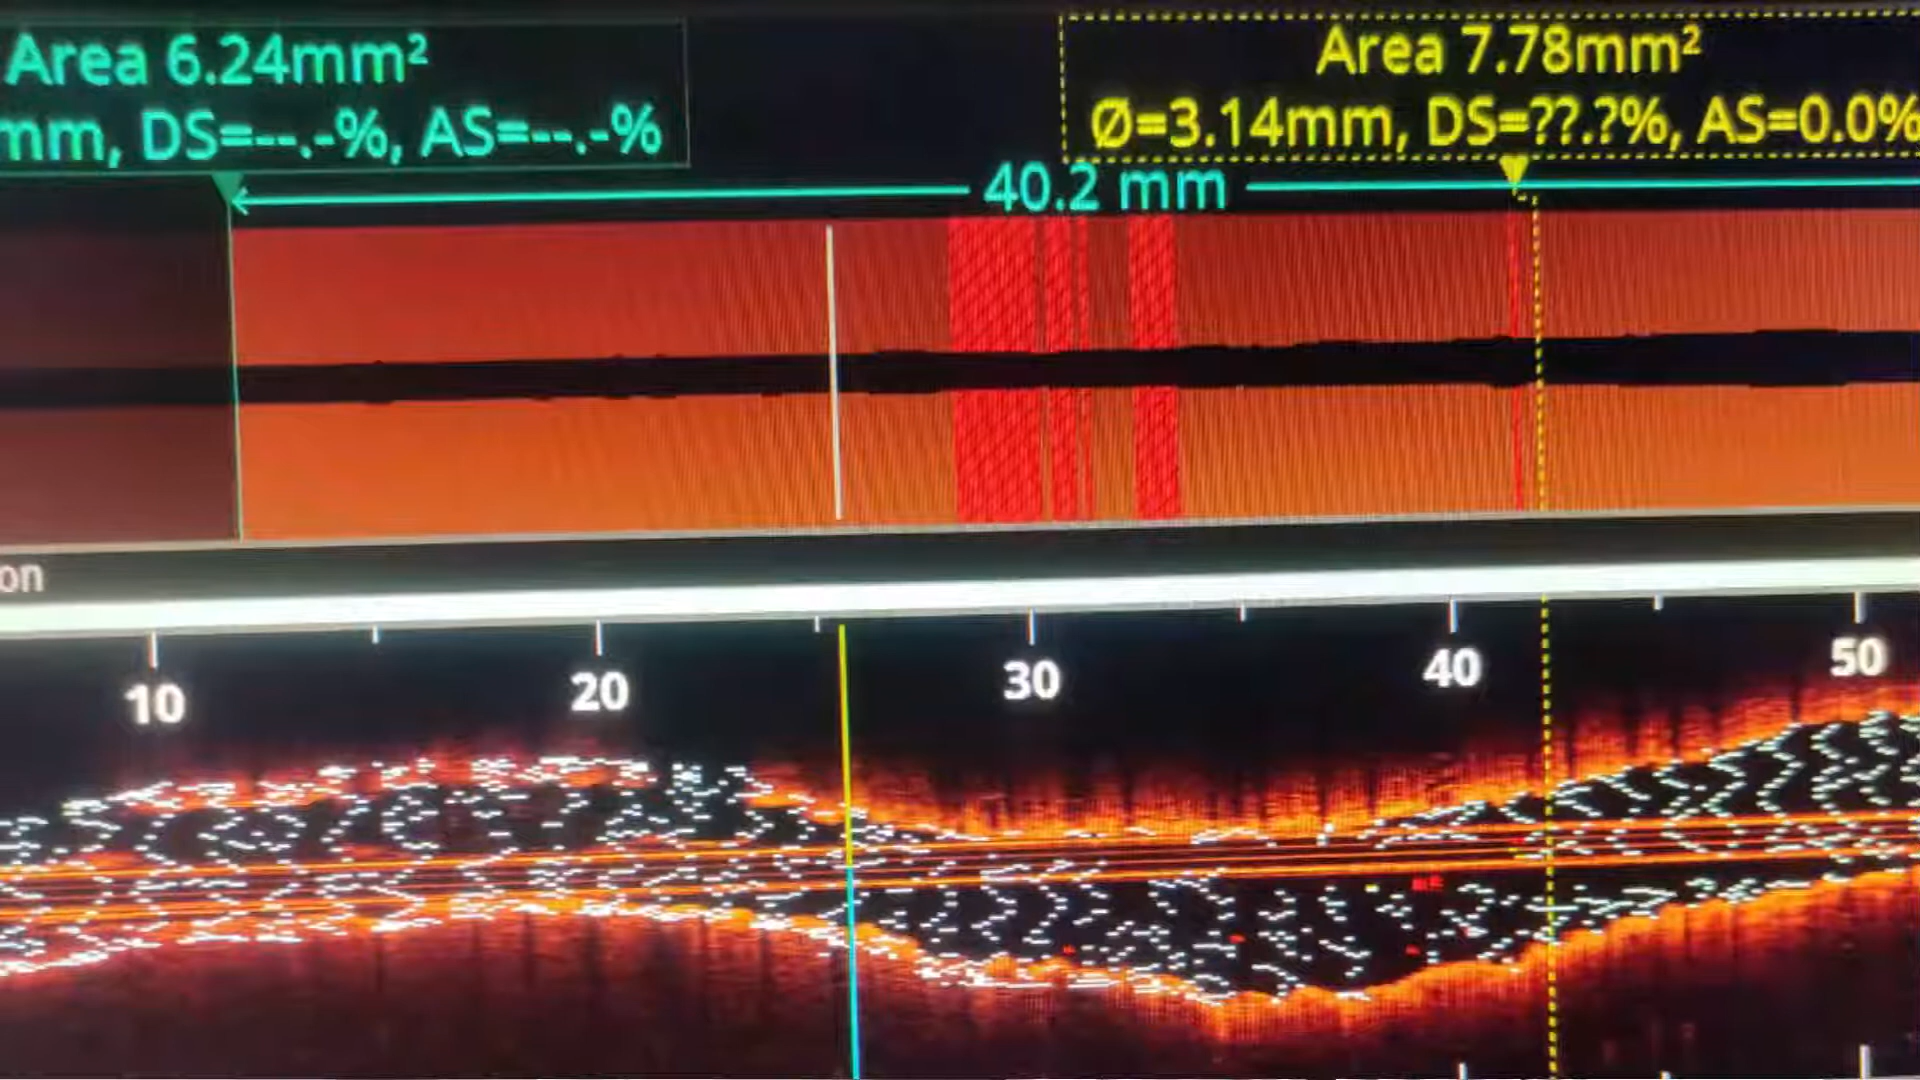 Area 6.24mm²
mm, DS=--.-%, AS=--.-%
Area 7.78mm²
Ø=3.14mm, DS=??.?%, AS=0.0%
40.2 mm
on
10
20
30
40
50